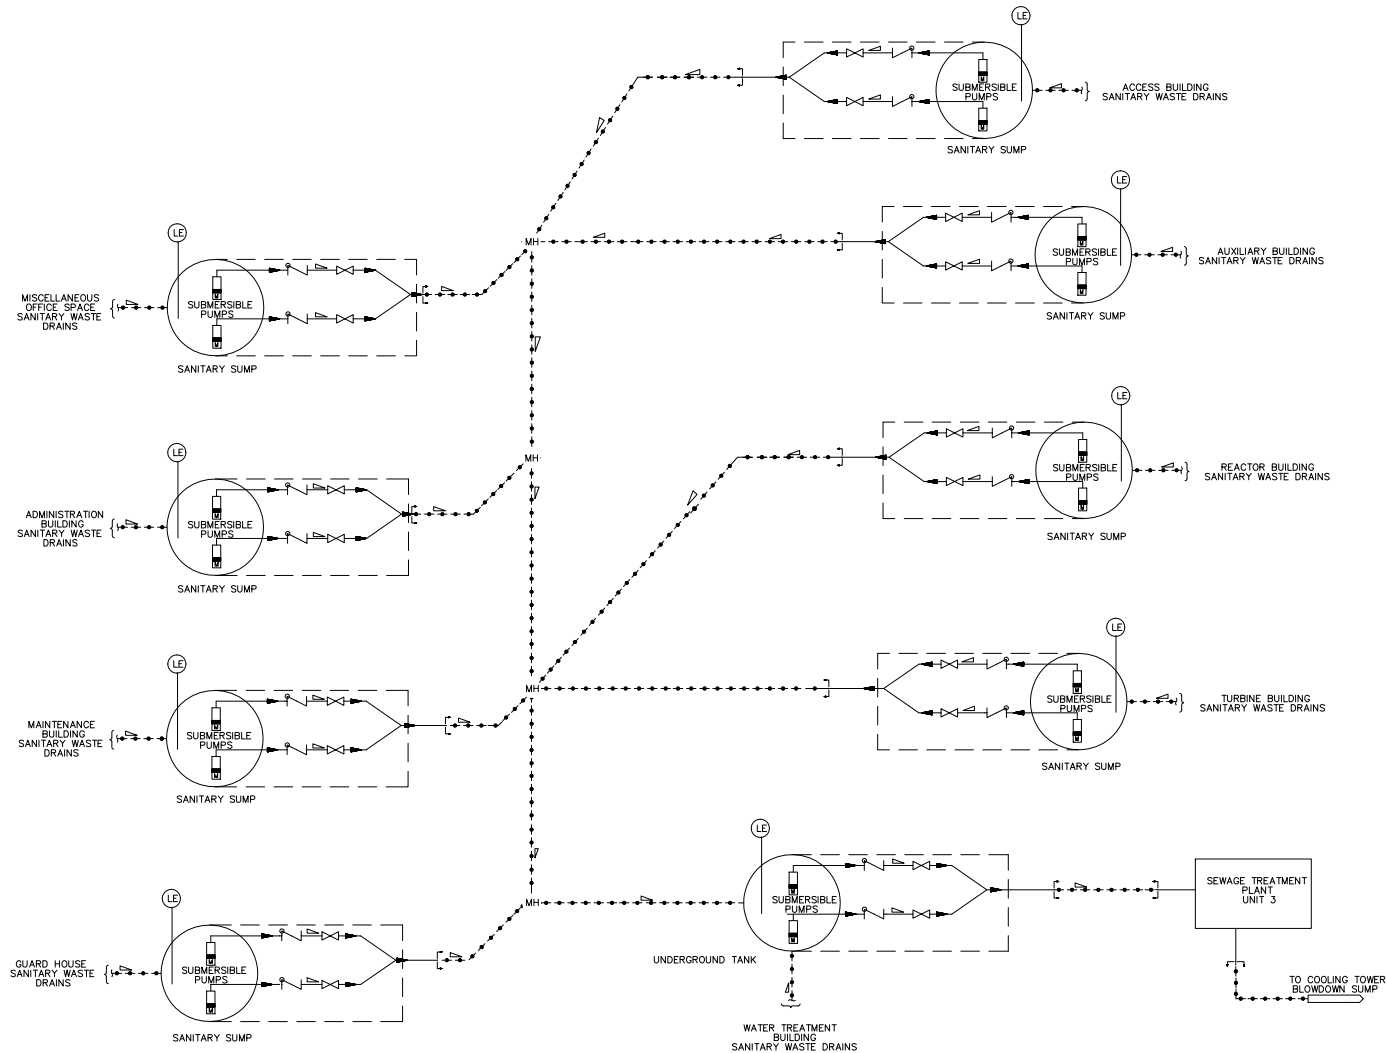 LE
SUBMERSIBLE
PUMPS
M
M
SANITARY SUMP
ACCESS BUILDING
SANITARY WASTE DRAINS
LE
SUBMERSIBLE
PUMPS
M
M
SANITARY SUMP
AUXILIARY BUILDING
SANITARY WASTE DRAINS
MH
LE
MISCELLANEOUS
OFFICE SPACE
SANITARY WASTE
DRAINS
M
SUBMERSIBLE
PUMPS
M
SANITARY SUMP
LE
SUBMERSIBLE
PUMPS
M
M
SANITARY SUMP
REACTOR BUILDING
SANITARY WASTE DRAINS
MH
LE
ADMINISTRATION
BUILDING
SANITARY WASTE
DRAINS
M
SUBMERSIBLE
PUMPS
M
SANITARY SUMP
LE
SUBMERSIBLE
PUMPS
M
M
SANITARY SUMP
TURBINE BUILDING
SANITARY WASTE DRAINS
MH
LE
MAINTENANCE
BUILDING
SANITARY WASTE
DRAINS
M
SUBMERSIBLE
PUMPS
M
SANITARY SUMP
LE
M
SUBMERSIBLE
PUMPS
M
UNDERGROUND TANK
WATER TREATMENT
BUILDING
SANITARY WASTE DRAINS
MH
LE
GUARD HOUSE
SANITARY WASTE
DRAINS
M
SUBMERSIBLE
PUMPS
M
SANITARY SUMP
SEWAGE TREATMENT
PLANT
UNIT 3
TO COOLING TOWER
BLOWDOWN SUMP